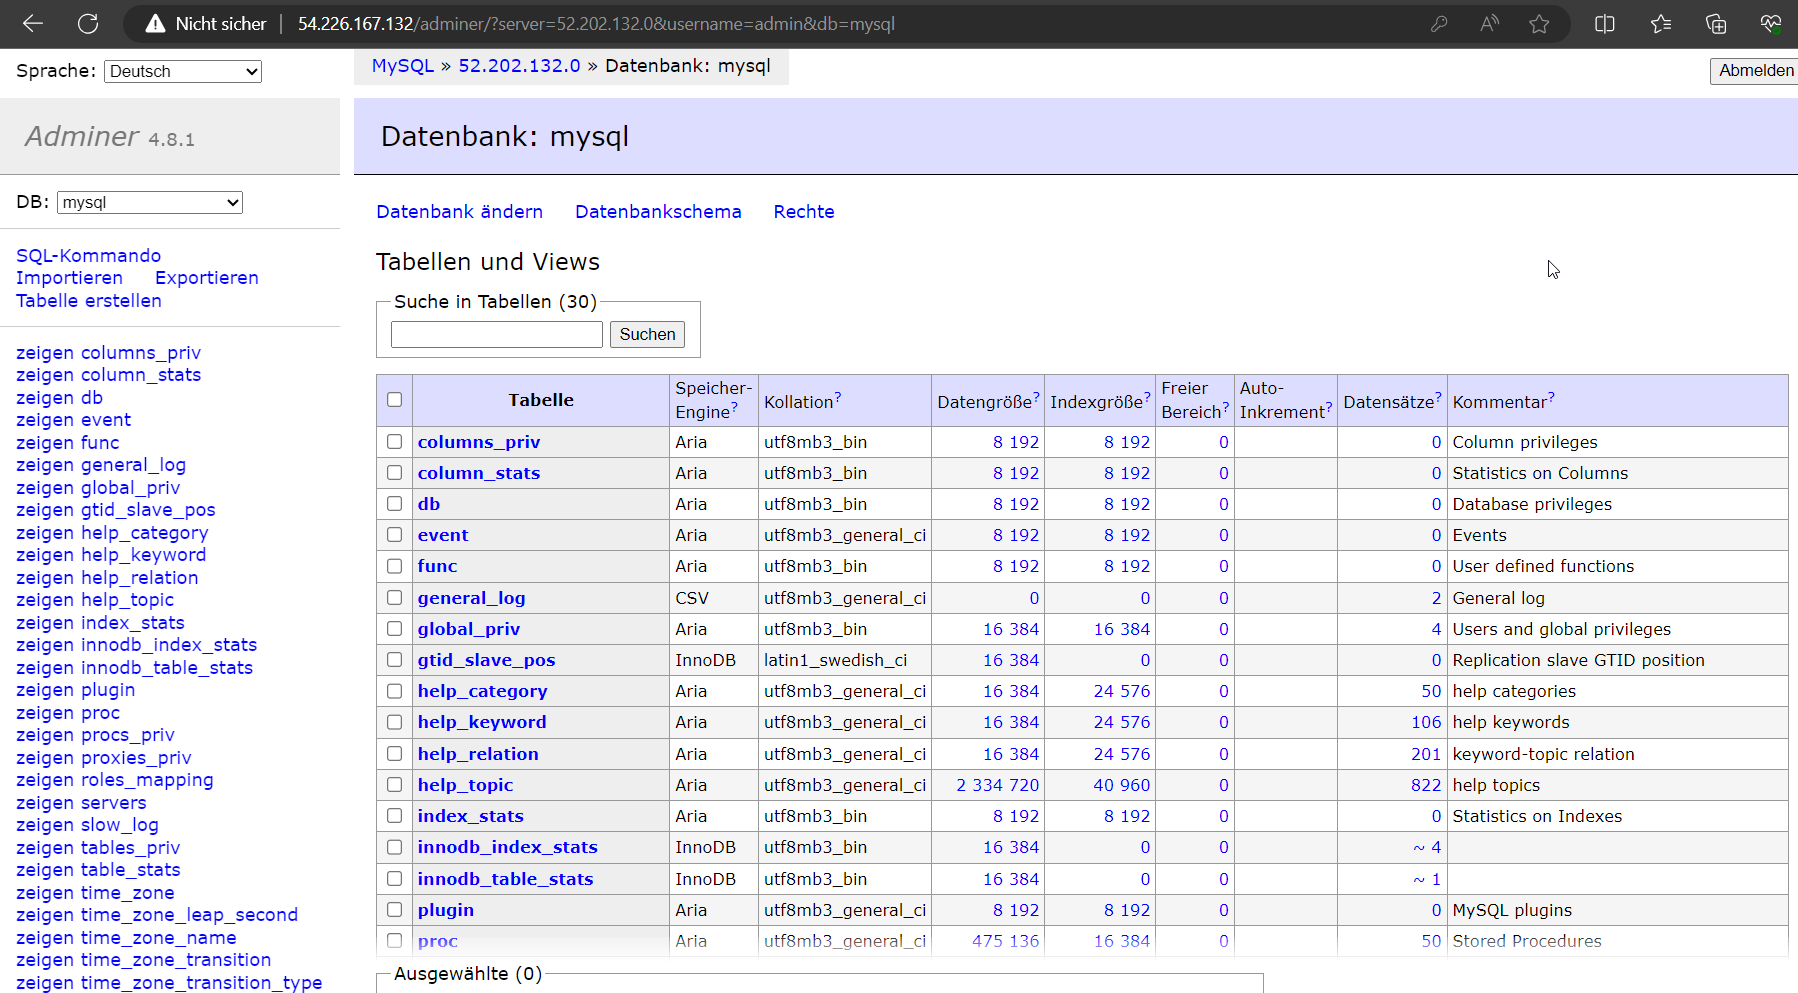 Nicht sicher | 54.226.167.132/adminer/?server=52.202.132.0&username=admin&db=mysql
Sprache: Deutsch
MySQL » 52.202.132.0 » Datenbank: mysql
Abmelden
Adminer 4.8.1
Datenbank: mysql
DB: mysql
SQL-Kommando
Importieren Exportieren
Tabelle erstellen
zeigen columns_priv
zeigen column_stats
zeigen db
zeigen event
zeigen func
zeigen general_log
zeigen global_priv
zeigen gtid_slave_pos
zeigen help_category
zeigen help_keyword
zeigen help_relation
zeigen help_topic
zeigen index_stats
zeigen innodb_index_stats
zeigen innodb_table_stats
zeigen plugin
zeigen proc
zeigen procs_priv
zeigen proxies_priv
zeigen roles_mapping
zeigen servers
zeigen slow_log
zeigen tables_priv
zeigen table_stats
zeigen time_zone
zeigen time_zone_leap_second
zeigen time_zone_name
zeigen time_zone_transition
zeigen time_zone_transition_type
Datenbank ändern Datenbankschema Rechte
Tabellen und Views
Suche in Tabellen (30)
Suchen
Tabelle Speicher-Engine? Kollation? Datengröße? Indexgröße? Freier Bereich? Auto-Inkrement? Datensätze? Kommentar?
columns_priv Aria utf8mb3_bin 8 192 8 192 0 0 Column privileges
column_stats Aria utf8mb3_bin 8 192 8 192 0 0 Statistics on Columns
db Aria utf8mb3_bin 8 192 8 192 0 0 Database privileges
event Aria utf8mb3_general_ci 8 192 8 192 0 0 Events
func Aria utf8mb3_bin 8 192 8 192 0 0 User defined functions
general_log CSV utf8mb3_general_ci 0 0 0 2 General log
global_priv Aria utf8mb3_bin 16 384 16 384 0 4 Users and global privileges
gtid_slave_pos InnoDB latin1_swedish_ci 16 384 0 0 0 Replication slave GTID position
help_category Aria utf8mb3_general_ci 16 384 24 576 0 50 help categories
help_keyword Aria utf8mb3_general_ci 16 384 24 576 0 106 help keywords
help_relation Aria utf8mb3_general_ci 16 384 24 576 0 201 keyword-topic relation
help_topic Aria utf8mb3_general_ci 2 334 720 40 960 0 822 help topics
index_stats Aria utf8mb3_bin 8 192 8 192 0 0 Statistics on Indexes
innodb_index_stats InnoDB utf8mb3_bin 16 384 0 0 ~ 4
innodb_table_stats InnoDB utf8mb3_bin 16 384 0 0 ~ 1
plugin Aria utf8mb3_general_ci 8 192 8 192 0 0 MySQL plugins
proc Aria utf8mb3_general_ci 475 136 16 384 0 50 Stored Procedures
Ausgewählte (0)